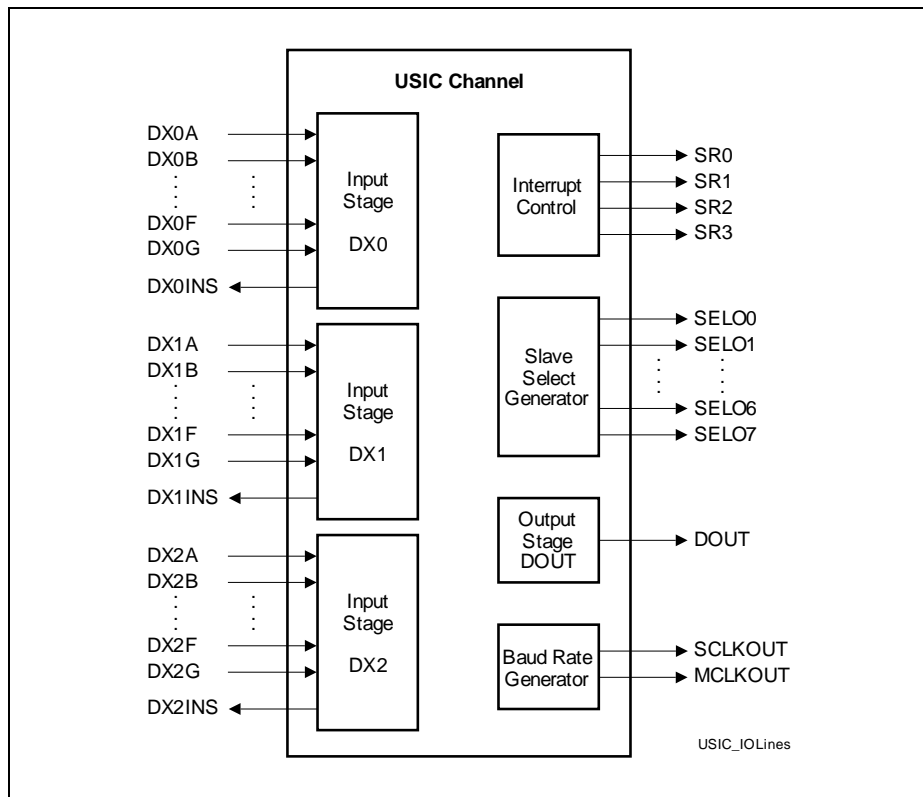 USIC Channel
DX0A
DX0B
DX0F
DX0G
DX0INS
Input
Stage
DX0
DX1A
DX1B
DX1F
DX1G
DX1INS
Input
Stage
DX1
DX2A
DX2B
DX2F
DX2G
DX2INS
Input
Stage
DX2
Interrupt
Control
SR0
SR1
SR2
SR3
Slave
Select
Generator
SELO0
SELO1
SELO6
SELO7
Output
Stage
DOUT
DOUT
Baud Rate
Generator
SCLKOUT
MCLKOUT
USIC_IOLines